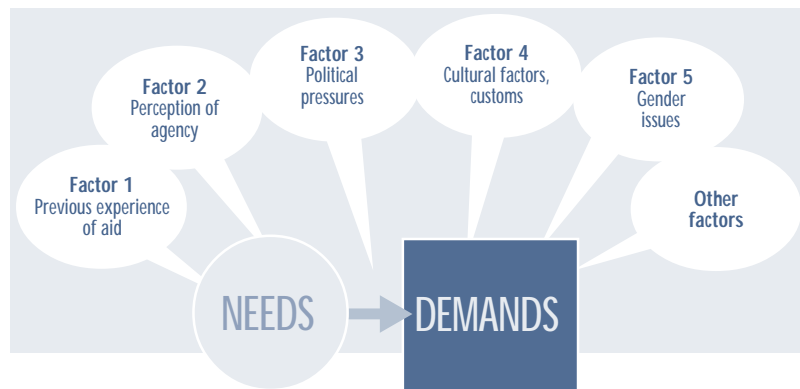 Factor 1
Previous experience
of aid
Factor 2
Perception of
agency
Factor 3
Political
pressures
Factor 4
Cultural factors,
customs
Factor 5
Gender
issues
Other
factors
NEEDS
DEMANDS